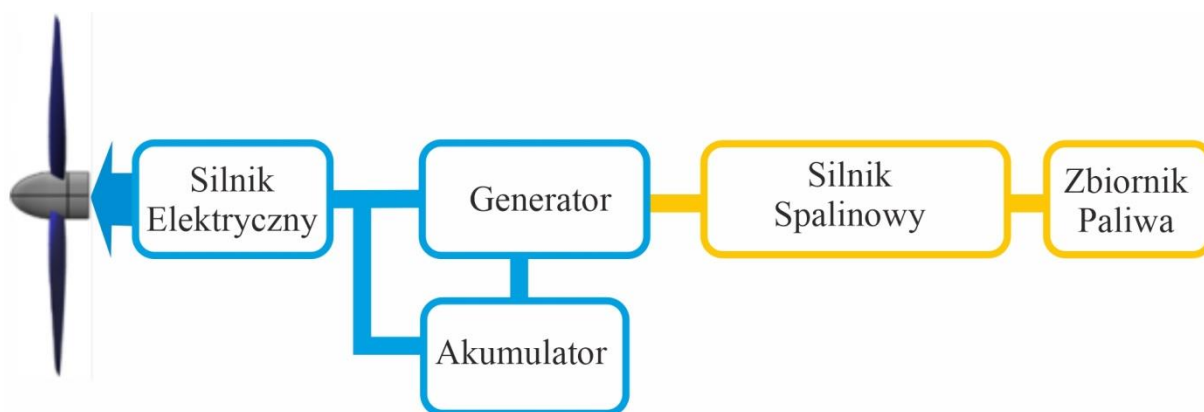 Silnik
Elektryczny
Generator
Silnik
Spalinowy
Zbiornik
Paliwa
Akumulator